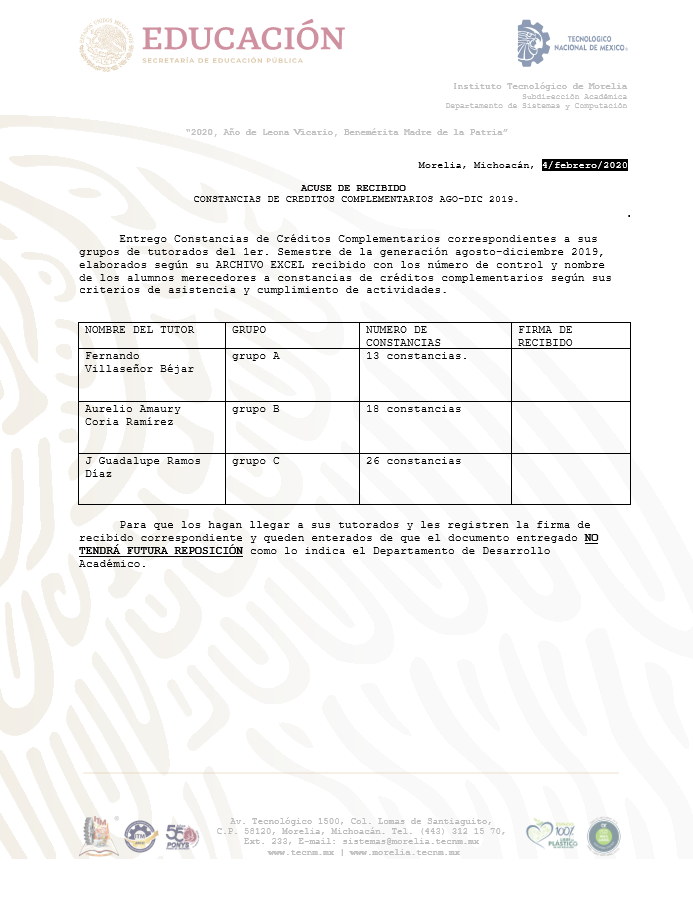 EDUCACIÓN
SECRETARÍA DE EDUCACIÓN PÚBLICA
TECNOLÓGICO
NACIONAL DE MÉXICO
Instituto Tecnológico de Morelia
Subdirección Académica
Departamento de Sistemas y Computación
"2020, Año de Leona Vicario, Benemérita Madre de la Patria"
Morelia, Michoacán, 4/febrero/2020
ACUSE DE RECIBIDO
CONSTANCIAS DE CREDITOS COMPLEMENTARIOS AGO-DIC 2019.
.
Entrego Constancias de Créditos Complementarios correspondientes a sus
grupos de tutorados del 1er. Semestre de la generación agosto-diciembre 2019,
elaborados según su ARCHIVO EXCEL recibido con los número de control y nombre
de los alumnos merecedores a constancias de créditos complementarios según sus
criterios de asistencia y cumplimiento de actividades.
NOMBRE DEL TUTOR GRUPO NUMERO DE CONSTANCIAS FIRMA DE RECIBIDO
Fernando Villaseñor Béjar grupo A 13 constancias.
Aurelio Amaury Coria Ramírez grupo B 18 constancias
J Guadalupe Ramos Díaz grupo C 26 constancias
Para que los hagan llegar a sus tutorados y les registren la firma de
recibido correspondiente y queden enterados de que el documento entregado NO
TENDRÁ FUTURA REPOSICIÓN como lo indica el Departamento de Desarrollo
Académico.
Av. Tecnológico 1500, Col. Lomas de Santiaguito,
C.P. 58120, Morelia, Michoacán. Tel. (443) 312 15 70,
Ext. 233, E-mail: sistemas@morelia.tecnm.mx
www.tecnm.mx | www.morelia.tecnm.mx
ITM
55
PONYS
100%
PLÁSTICO